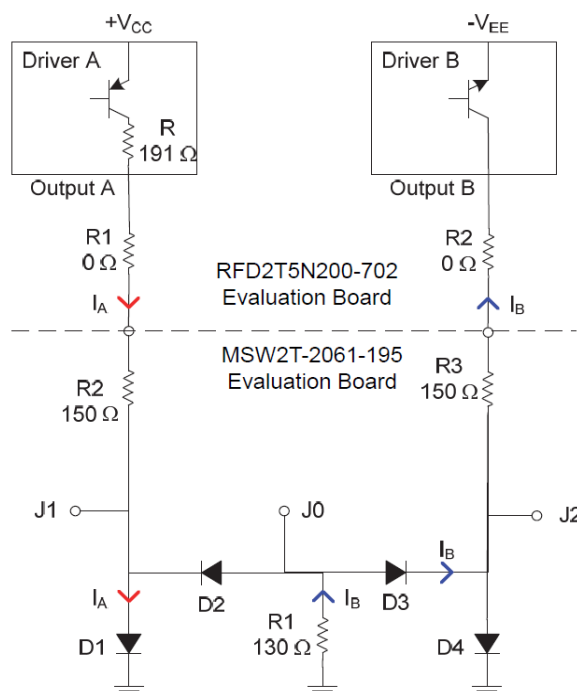 +VCC
-VEE
Driver A
Driver B
R
191 Ω
Output A
Output B
R1
0 Ω
R2
0 Ω
RFD2T5N200-702
Evaluation Board
IA
IB
MSW2T-2061-195
Evaluation Board
R2
150 Ω
R3
150 Ω
J1
J0
J2
IB
IA
D2
IB
D3
D1
R1
130 Ω
D4